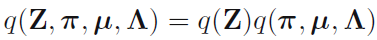 q(Z, π, μ, Λ) = q(Z)q(π, μ, Λ)